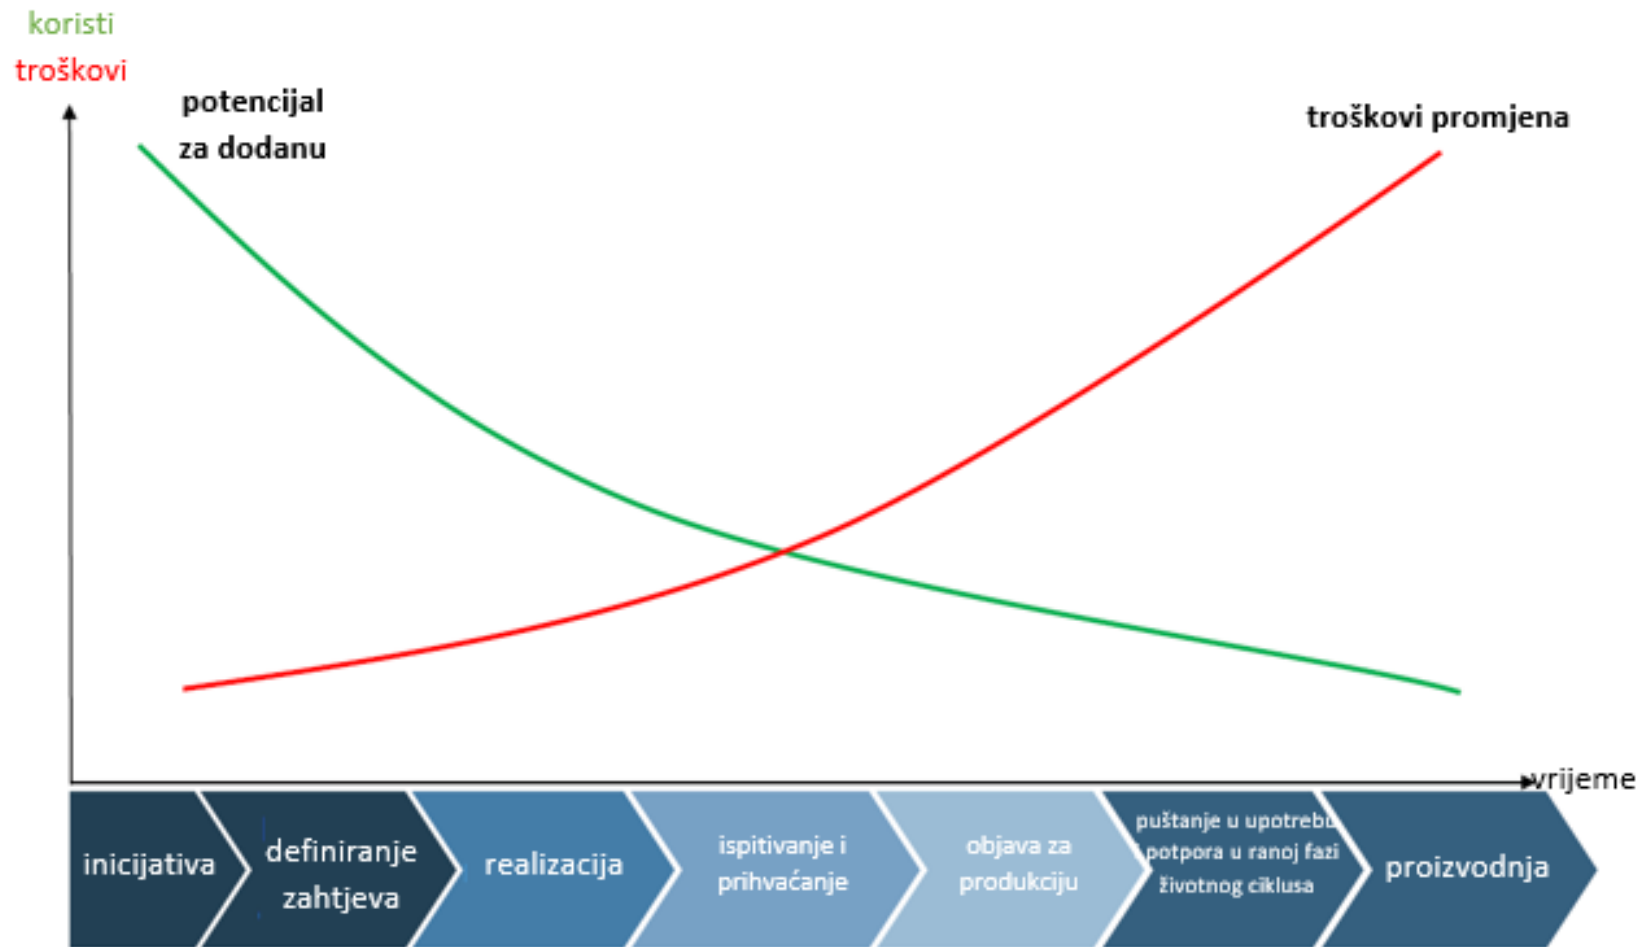 koristi
troškovi
potencijal
za dodanu
troškovi promjena
vrijeme
inicijativa
definiranje
zahtjeva
realizacija
ispitivanje i
prihvaćanje
objava za
produkciju
puštanje u upotrebu
i potpora u ranoj fazi
životnog ciklusa
proizvodnja